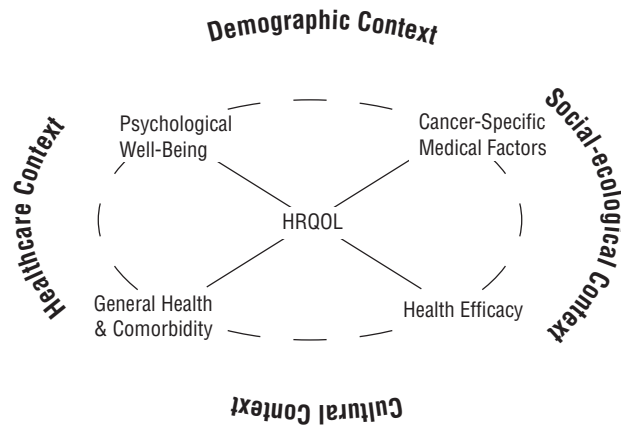 Demographic Context
Psychological
Well-Being
Cancer-Specific
Medical Factors
Healthcare Context
Social-ecological Context
HRQOL
General Health
& Comorbidity
Health Efficacy
Cultural Context